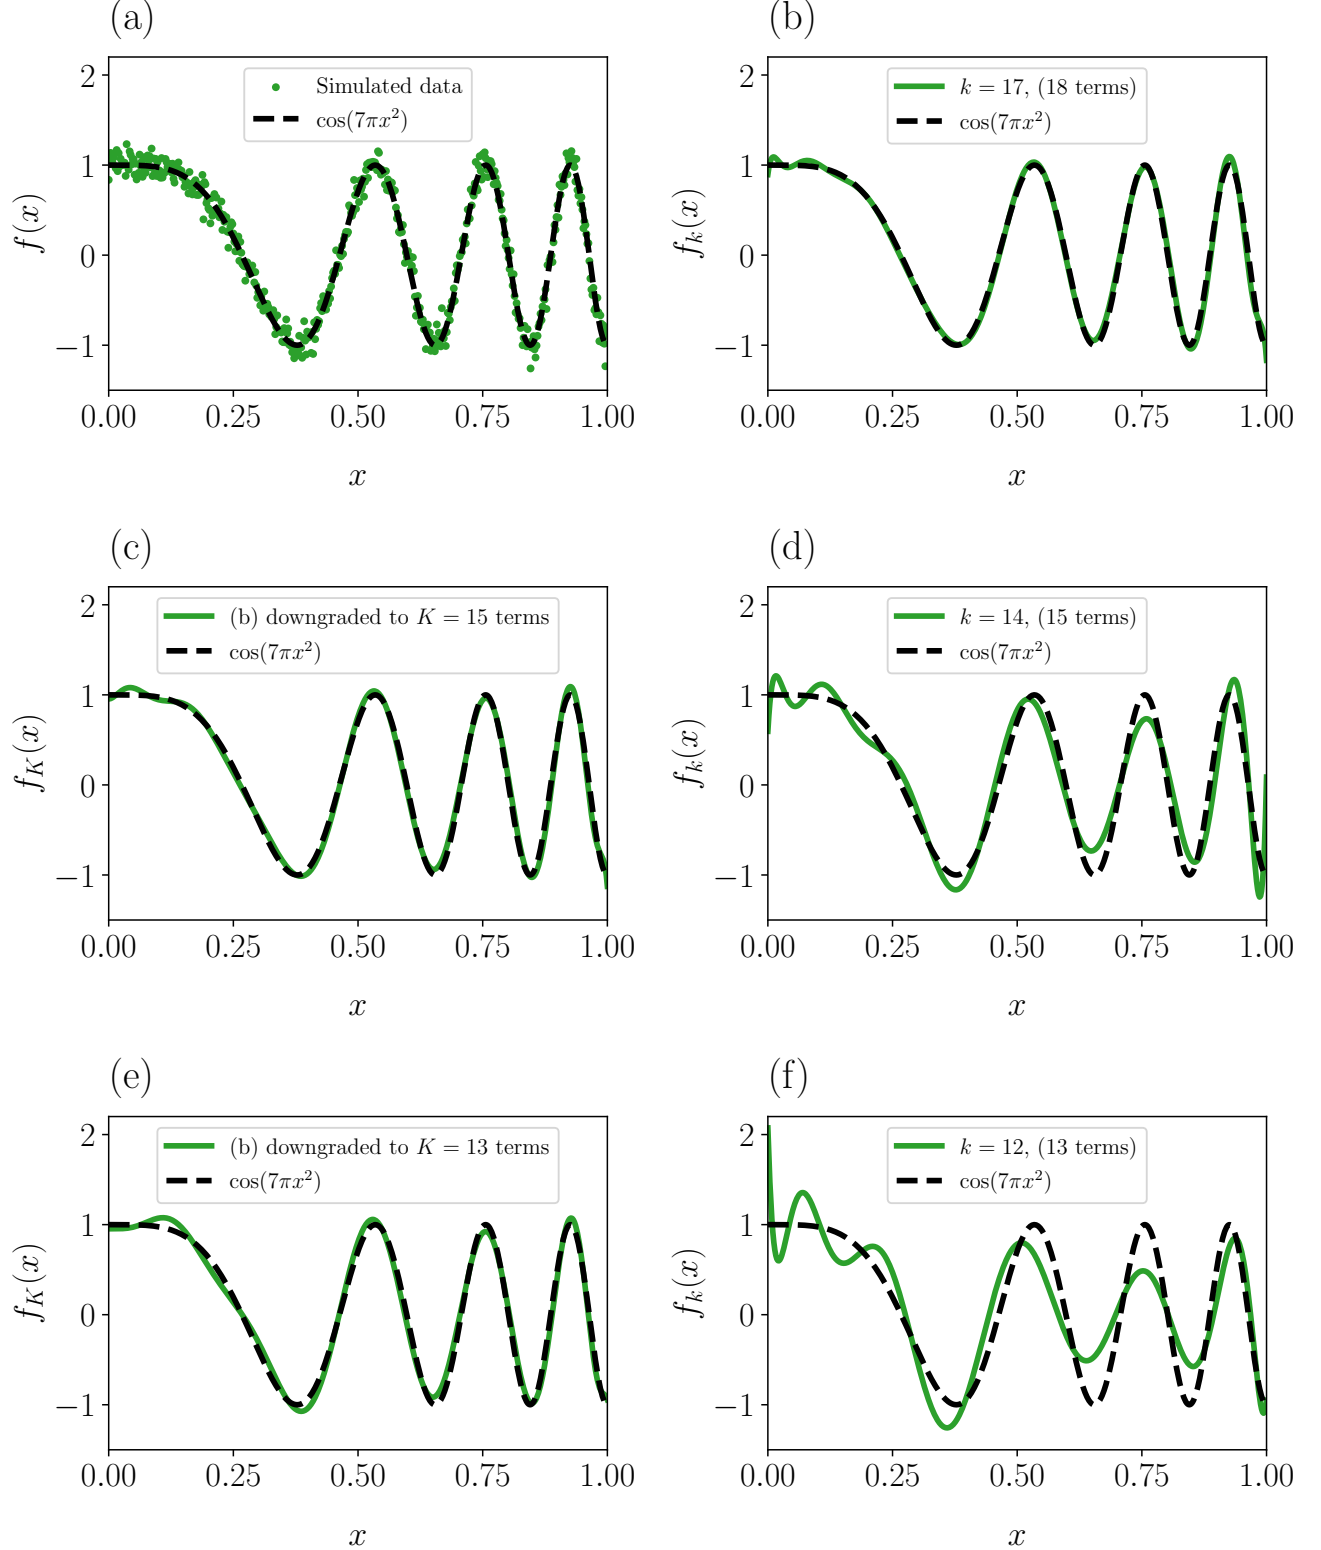 (a)
2
1
0
−1
f(x)
Simulated data
cos(7πx²)
0.00 0.25 0.50 0.75 1.00
x
(b)
2
1
0
−1
fₖ(x)
k = 17, (18 terms)
cos(7πx²)
0.00 0.25 0.50 0.75 1.00
x
(c)
2
1
0
−1
f_K(x)
(b) downgraded to K = 15 terms
cos(7πx²)
0.00 0.25 0.50 0.75 1.00
x
(d)
2
1
0
−1
fₖ(x)
k = 14, (15 terms)
cos(7πx²)
0.00 0.25 0.50 0.75 1.00
x
(e)
2
1
0
−1
f_K(x)
(b) downgraded to K = 13 terms
cos(7πx²)
0.00 0.25 0.50 0.75 1.00
x
(f)
2
1
0
−1
fₖ(x)
k = 12, (13 terms)
cos(7πx²)
0.00 0.25 0.50 0.75 1.00
x